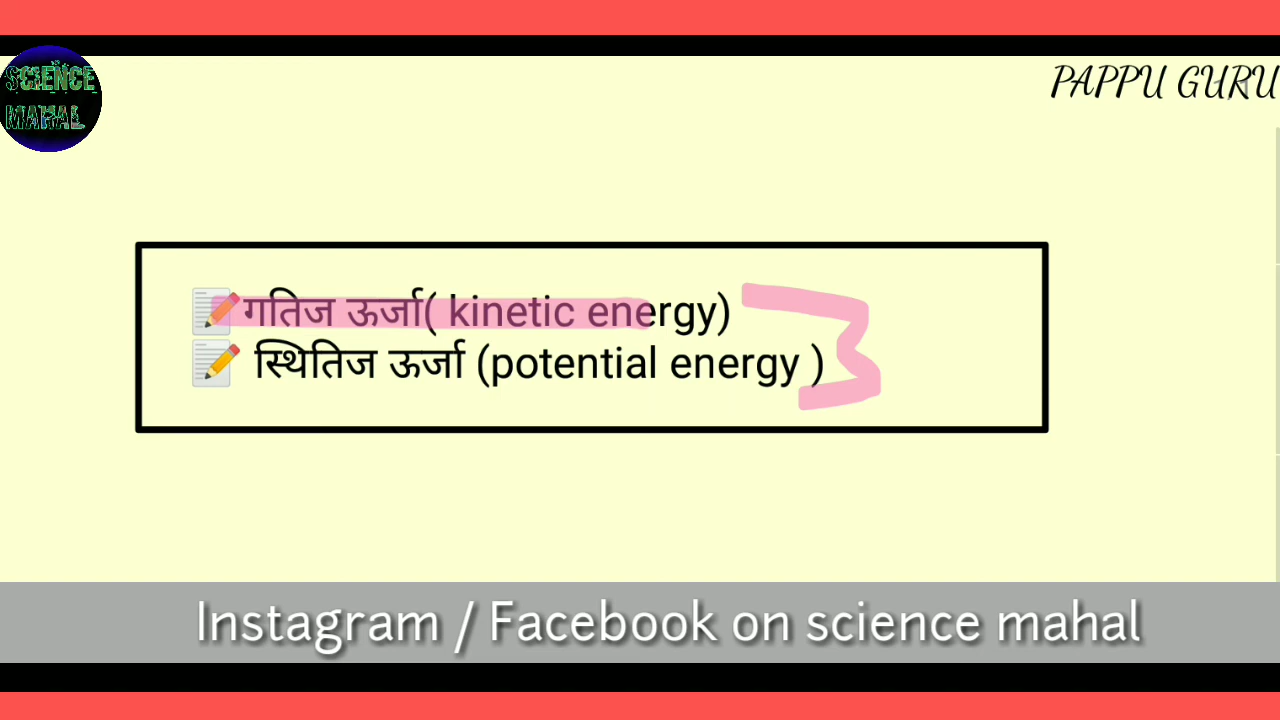 SCIENCE
MAHAL
PAPPU GURU
📝गतिज ऊर्जा( kinetic energy)
📝 स्थितिज ऊर्जा (potential energy )
Instagram / Facebook on science mahal